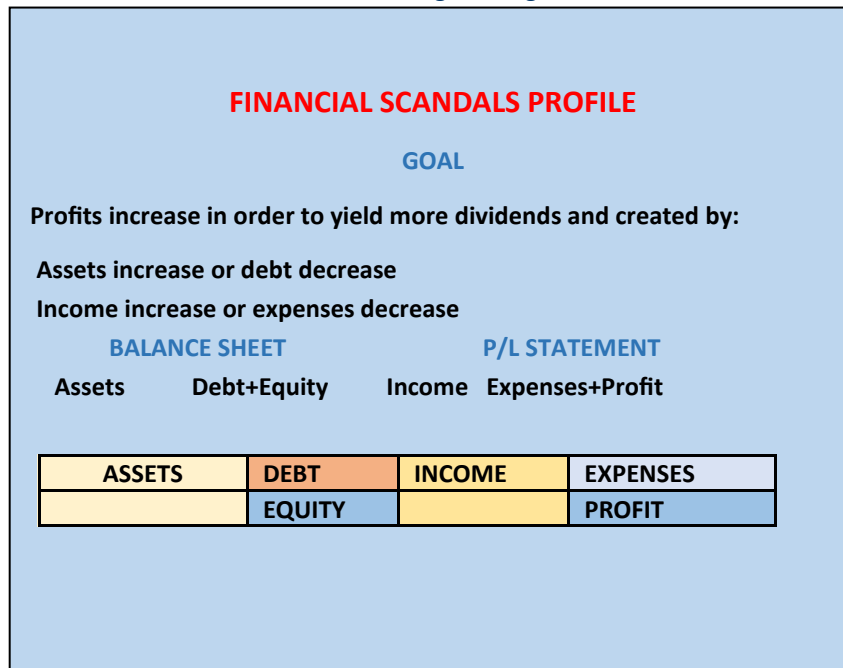 FINANCIAL SCANDALS PROFILE
GOAL
Profits increase in order to yield more dividends and created by:
Assets increase or debt decrease
Income increase or expenses decrease
BALANCE SHEET P/L STATEMENT
Assets Debt+Equity Income Expenses+Profit
ASSETS DEBT INCOME EXPENSES
EQUITY PROFIT